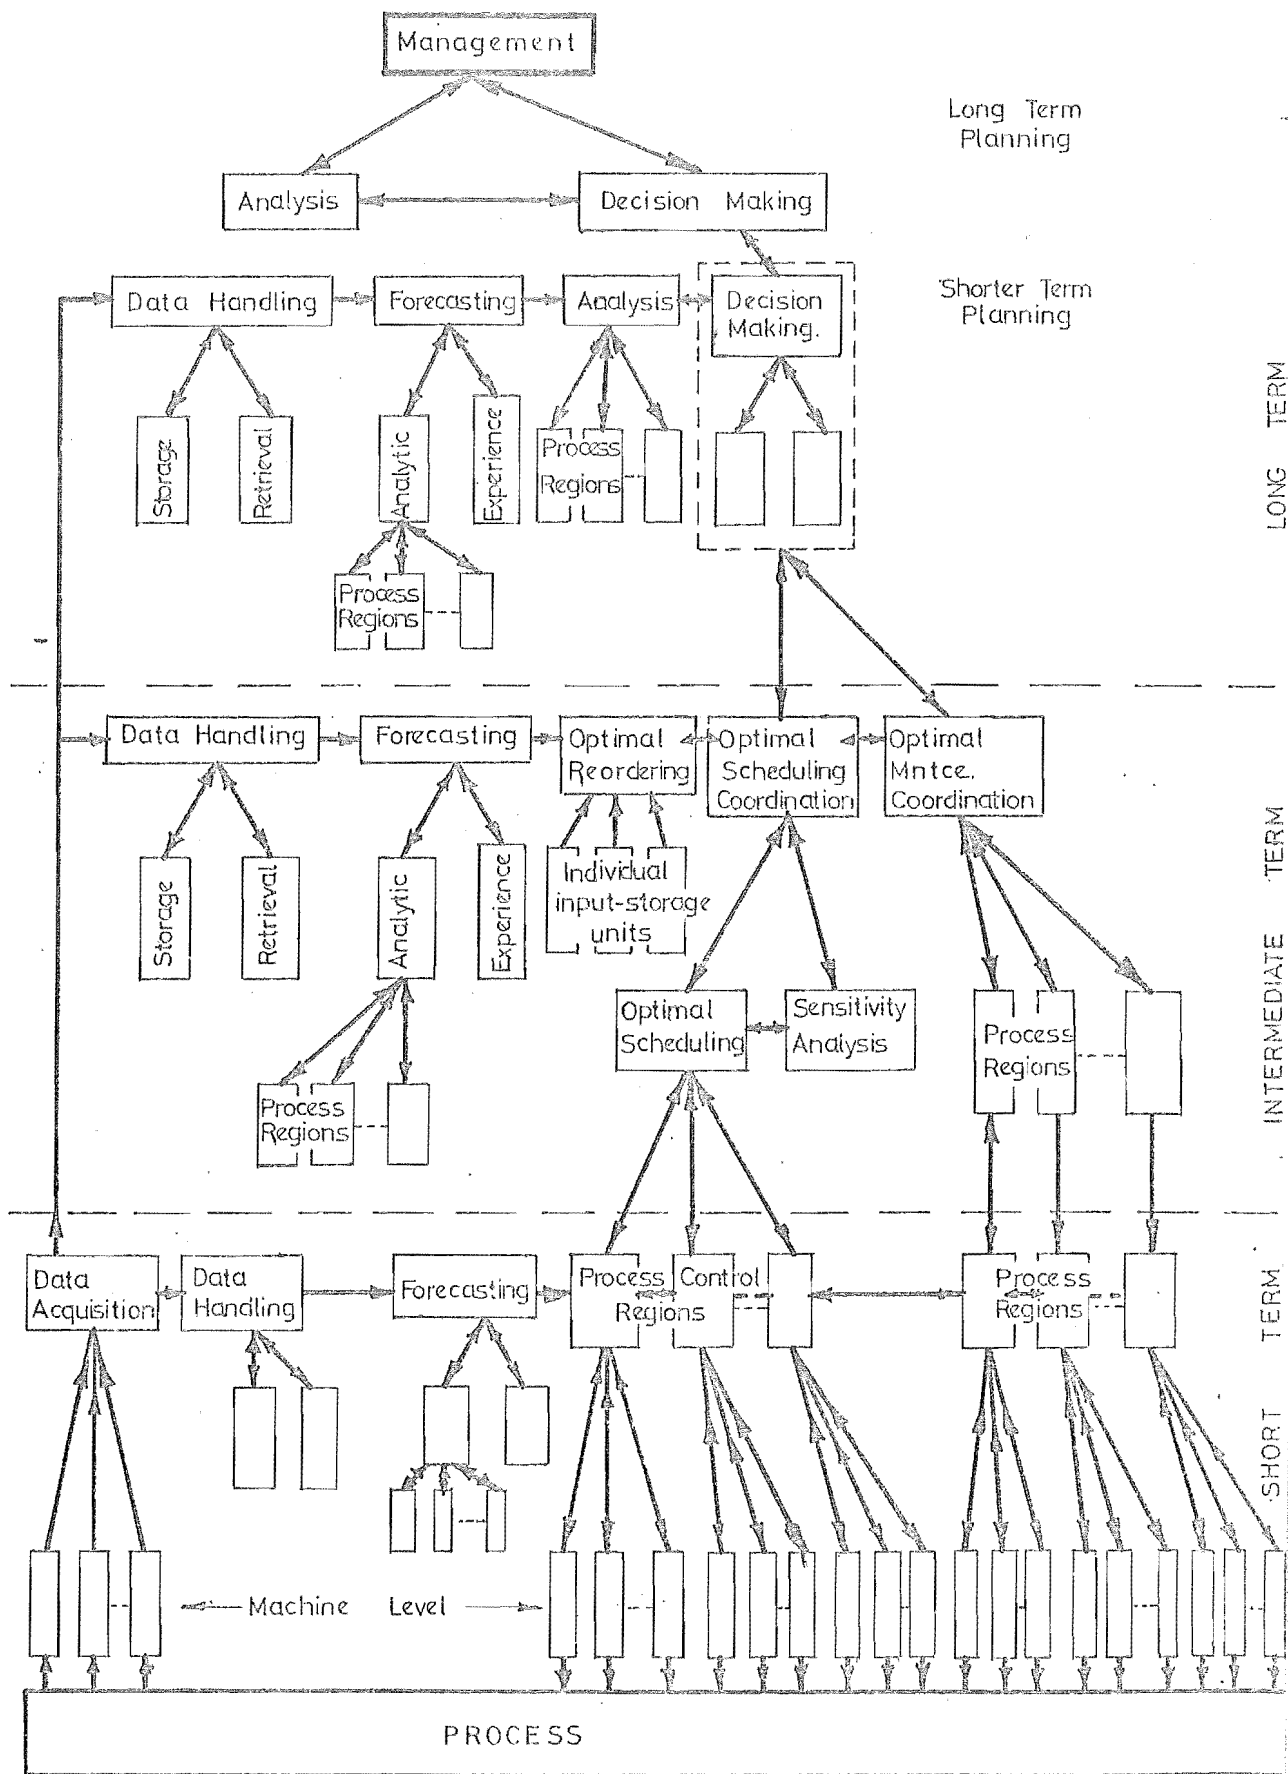 Management
Long Term
Planning
Analysis
Decision Making
Data Handling
Forecasting
Analysis
Decision
Making.
Shorter Term
Planning
Storage
Retrieval
Analytic
Experience
Process
Regions
Process
Regions
LONG TERM
Data Handling
Forecasting
Optimal
Reordering
Optimal
Scheduling
Coordination
Optimal
Mntce.
Coordination
Storage
Retrieval
Analytic
Experience
Individual
input-storage
units
Optimal
Scheduling
Sensitivity
Analysis
Process
Regions
Process
Regions
INTERMEDIATE TERM
Data
Acquisition
Data
Handling
Forecasting
Process Control
Regions
Process
Regions
SHORT TERM
Machine Level
PROCESS